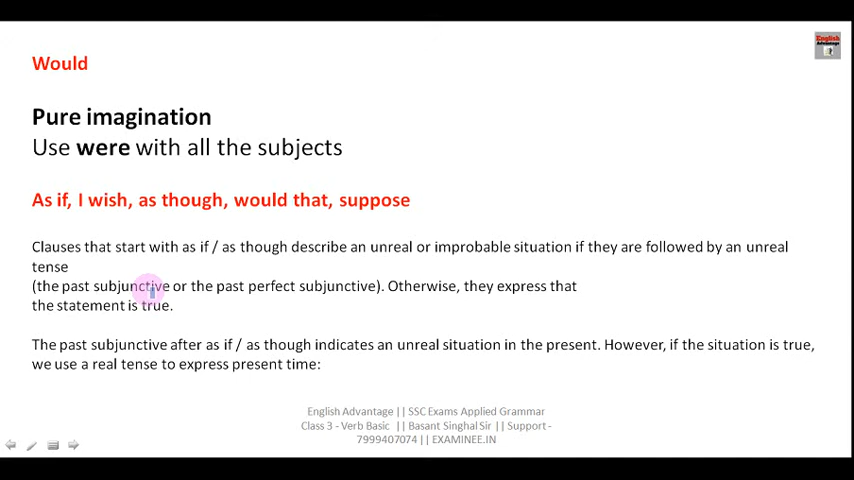 Would
English
Advantage
Pure imagination
Use were with all the subjects
As if, I wish, as though, would that, suppose
Clauses that start with as if / as though describe an unreal or improbable situation if they are followed by an unreal
tense
(the past subjunctive or the past perfect subjunctive). Otherwise, they express that
the statement is true.
The past subjunctive after as if / as though indicates an unreal situation in the present. However, if the situation is true,
we use a real tense to express present time:
English Advantage || SSC Exams Applied Grammar
Class 3 - Verb Basic || Basant Singhal Sir || Support -
7999407074 || EXAMINEE.IN